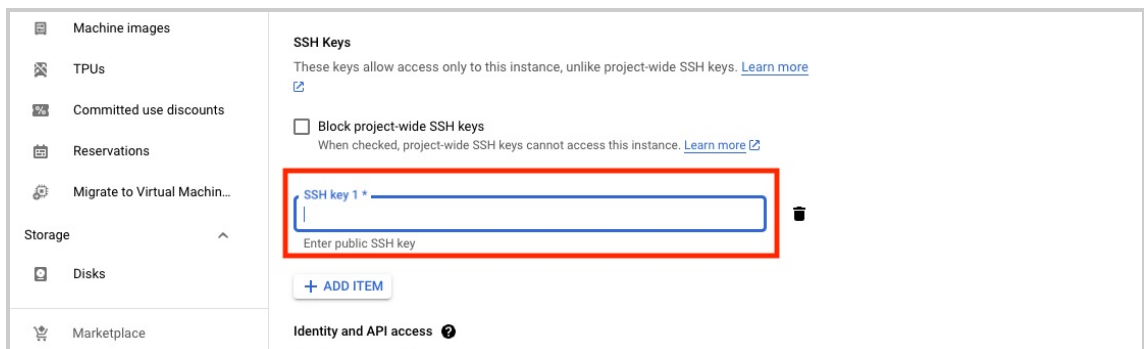 Machine images
TPUs
Committed use discounts
Reservations
Migrate to Virtual Machin...
Storage
Disks
Marketplace
SSH Keys
These keys allow access only to this instance, unlike project-wide SSH keys. Learn more
Block project-wide SSH keys
When checked, project-wide SSH keys cannot access this instance. Learn more
SSH key 1 *
Enter public SSH key
+ ADD ITEM
Identity and API access